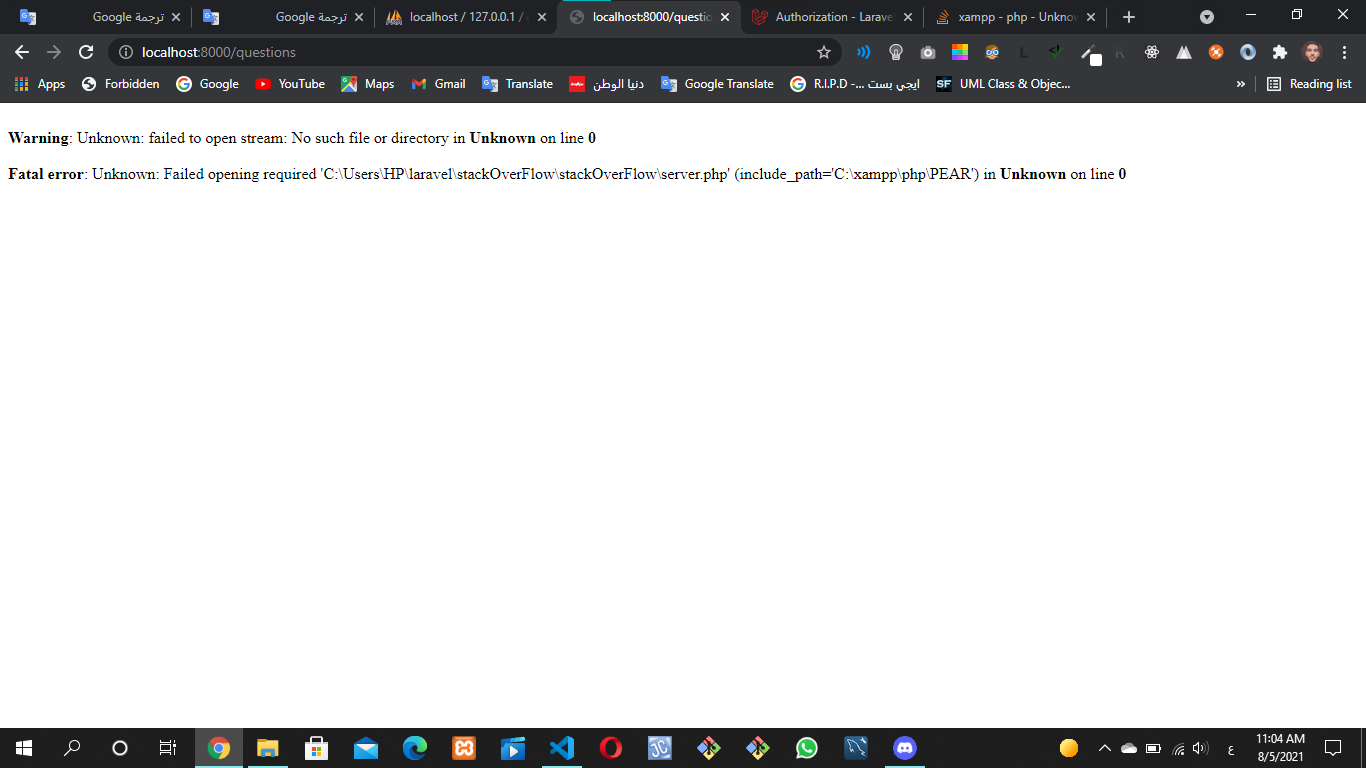 ترجمة Google
ترجمة Google
localhost / 127.0.0.1 /
localhost:8000/questio
Authorization - Larave
xampp - php - Unknow
localhost:8000/questions
Apps
Forbidden
Google
YouTube
Maps
Gmail
Translate
دنيا الوطن
Google Translate
ايجي بست ...- R.I.P.D
SF UML Class & Objec...
»
Reading list
Warning: Unknown: failed to open stream: No such file or directory in Unknown on line 0
Fatal error: Unknown: Failed opening required 'C:\Users\HP\laravel\stackOverFlow\stackOverFlow\server.php' (include_path='C:\xampp\php\PEAR') in Unknown on line 0
JC
ع
11:04 AM
8/5/2021